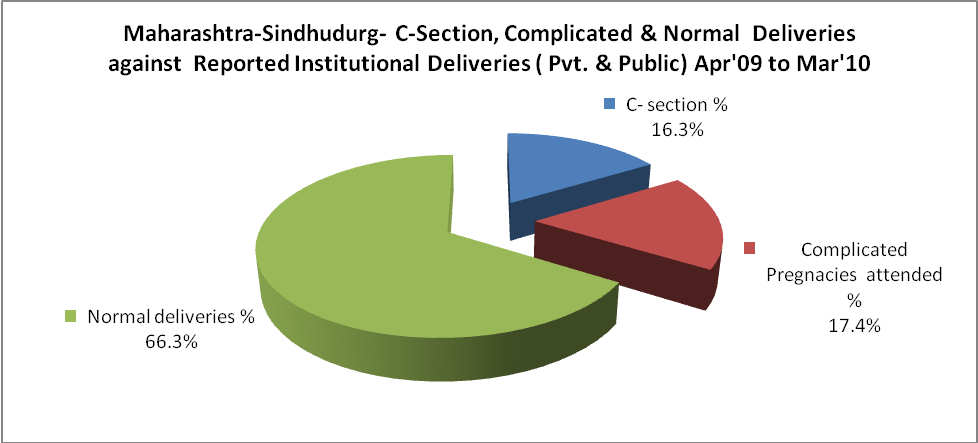 Maharashtra-Sindhudurg- C-Section, Complicated & Normal Deliveries
against Reported Institutional Deliveries ( Pvt. & Public) Apr'09 to Mar'10
C- section %
16.3%
Complicated
Pregnacies attended
%
17.4%
Normal deliveries %
66.3%